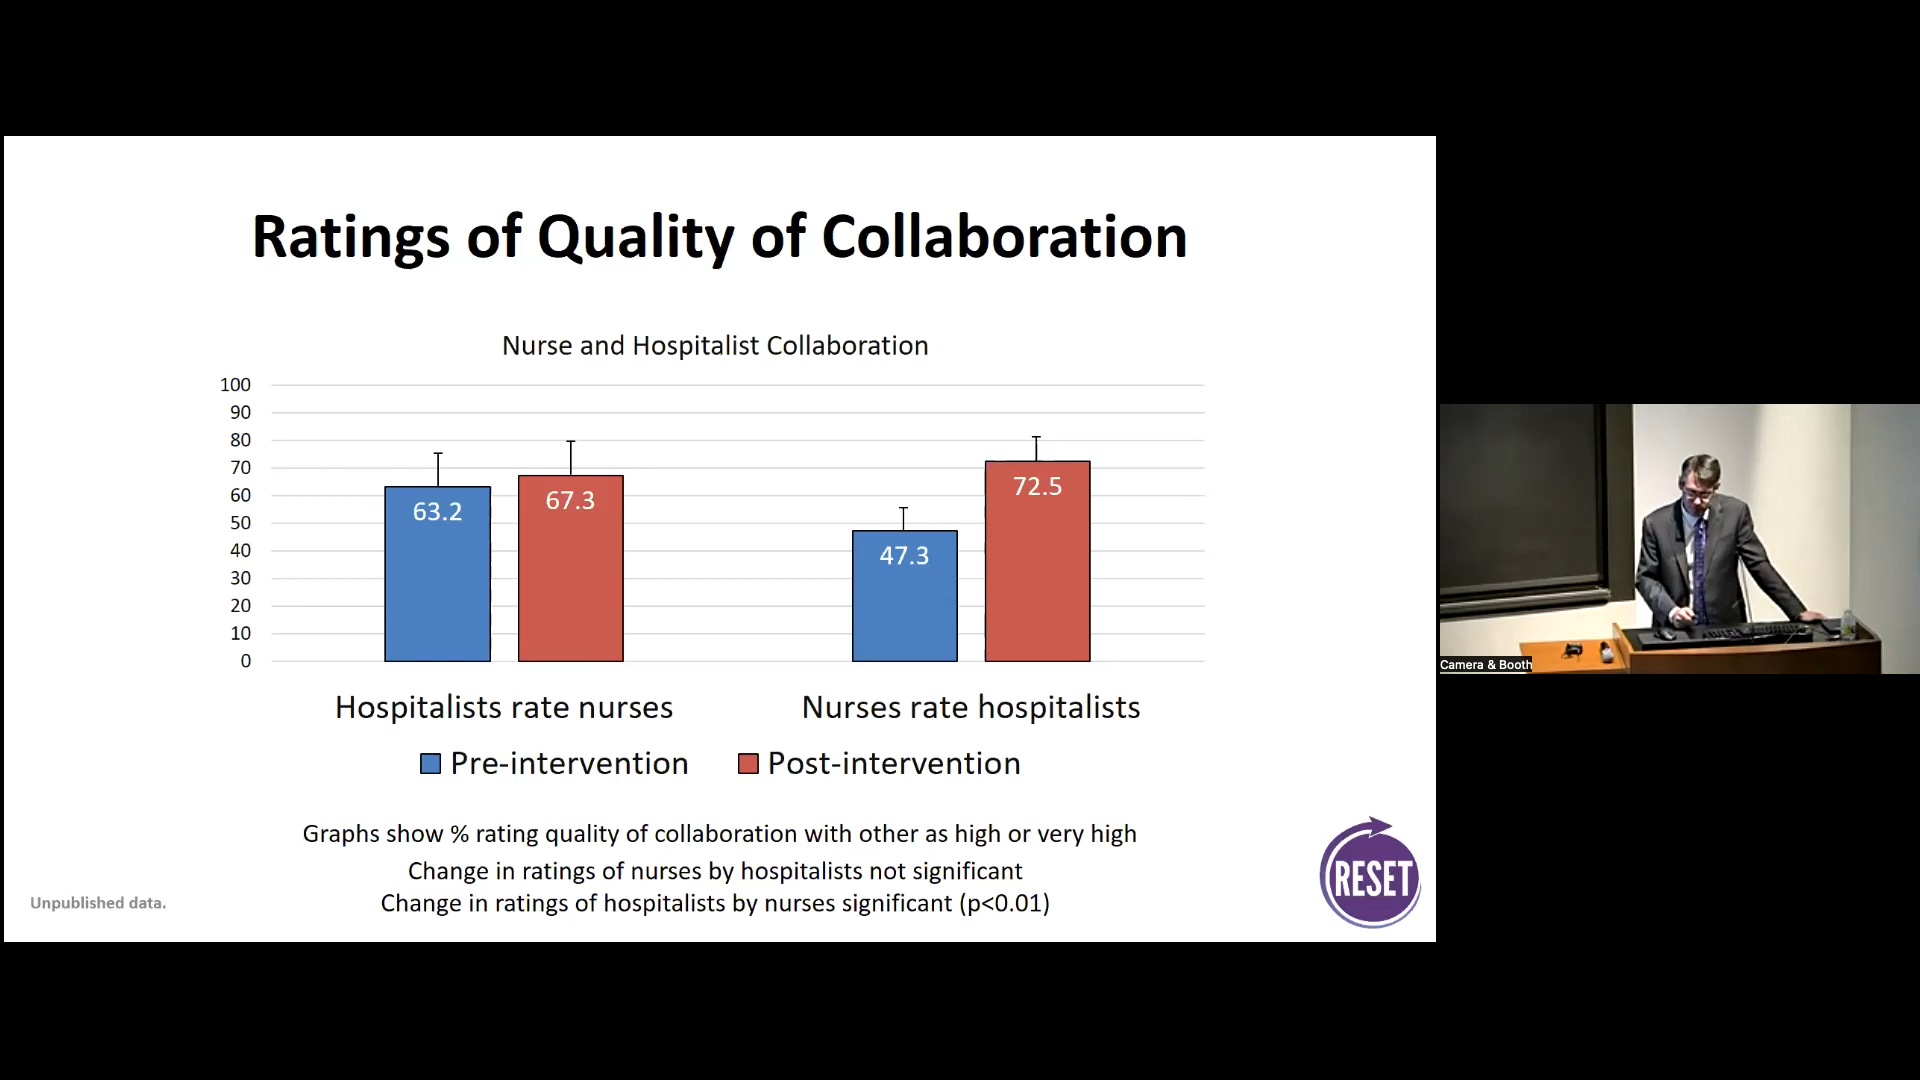 Ratings of Quality of Collaboration
Nurse and Hospitalist Collaboration
100
90
80
70
60
50
40
30
20
10
0
63.2
67.3
47.3
72.5
Hospitalists rate nurses
Nurses rate hospitalists
Pre-intervention
Post-intervention
Graphs show % rating quality of collaboration with other as high or very high
Change in ratings of nurses by hospitalists not significant
Change in ratings of hospitalists by nurses significant (p<0.01)
Unpublished data.
RESET
Camera & Booth